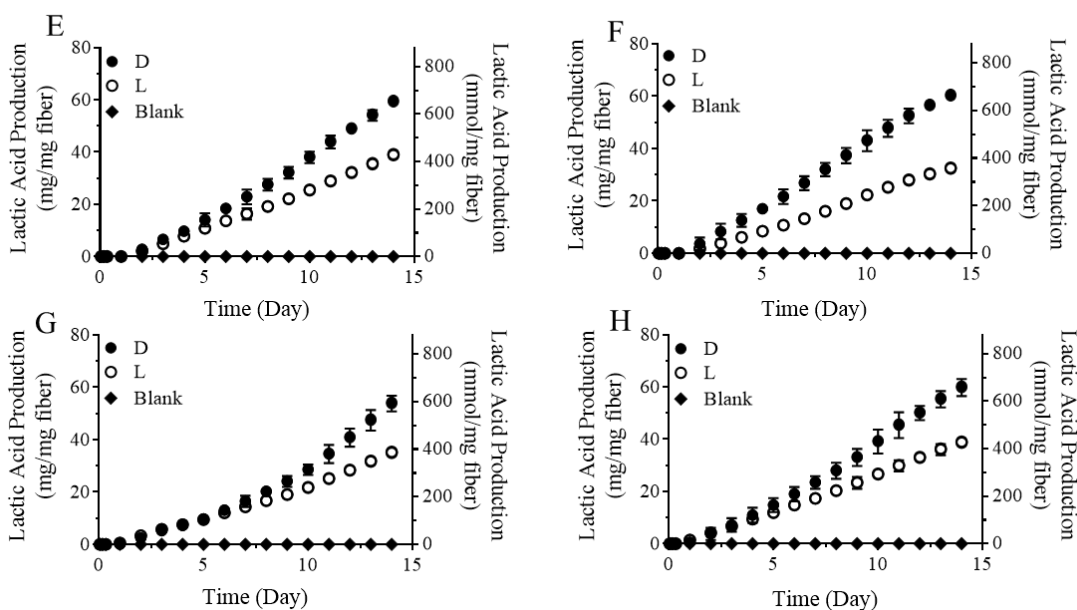 E
Lactic Acid Production
(mg/mg fiber)
80
60
40
20
0
D
L
Blank
800
600
400
200
0
Lactic Acid Production
(mmol/mg fiber)
0
5
10
15
Time (Day)
F
Lactic Acid Production
(mg/mg fiber)
80
60
40
20
0
D
L
Blank
800
600
400
200
0
Lactic Acid Production
(mmol/mg fiber)
0
5
10
15
Time (Day)
G
Lactic Acid Production
(mg/mg fiber)
80
60
40
20
0
D
L
Blank
800
600
400
200
0
Lactic Acid Production
(mmol/mg fiber)
0
5
10
15
Time (Day)
H
Lactic Acid Production
(mg/mg fiber)
80
60
40
20
0
D
L
Blank
800
600
400
200
0
Lactic Acid Production
(mmol/mg fiber)
0
5
10
15
Time (Day)